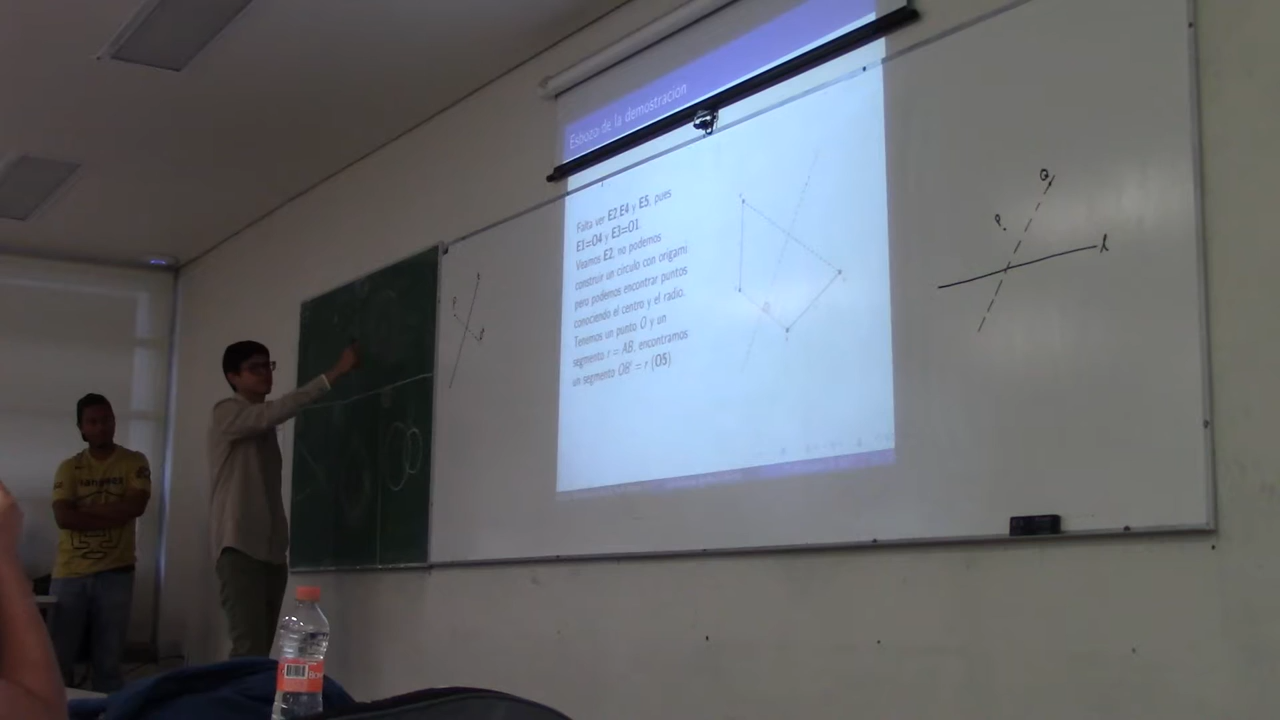 Esbozo de la demostración
Falta ver E2,E4 y E5, pues
E1=O4 y E3=O1.
Veamos E2, no podemos
construir un círculo con origami
pero podemos encontrar puntos
conociendo el centro y el radio.
Tenemos un punto O y un
segmento r = AB, encontramos
un segmento OB' = r (O5)
Q
P
l
P